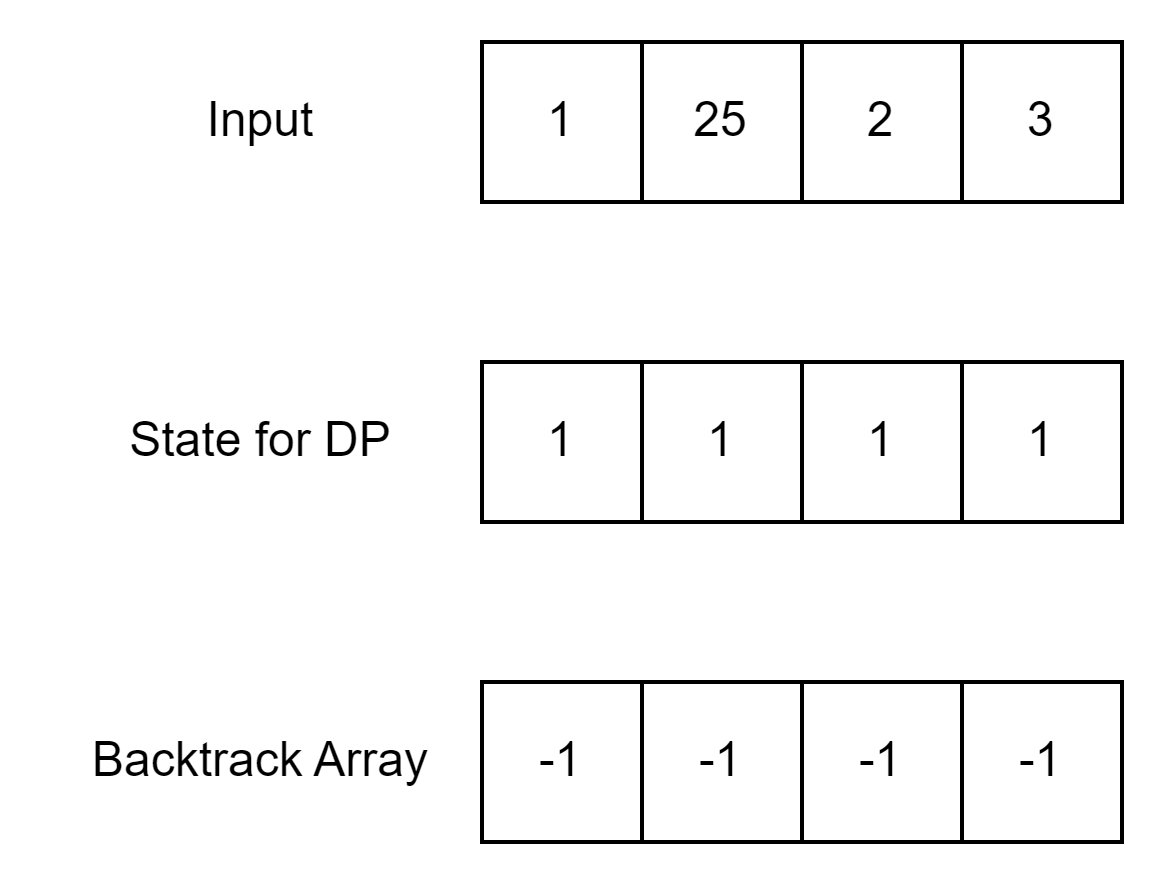 Input 1 25 2 3
State for DP 1 1 1 1
Backtrack Array -1 -1 -1 -1